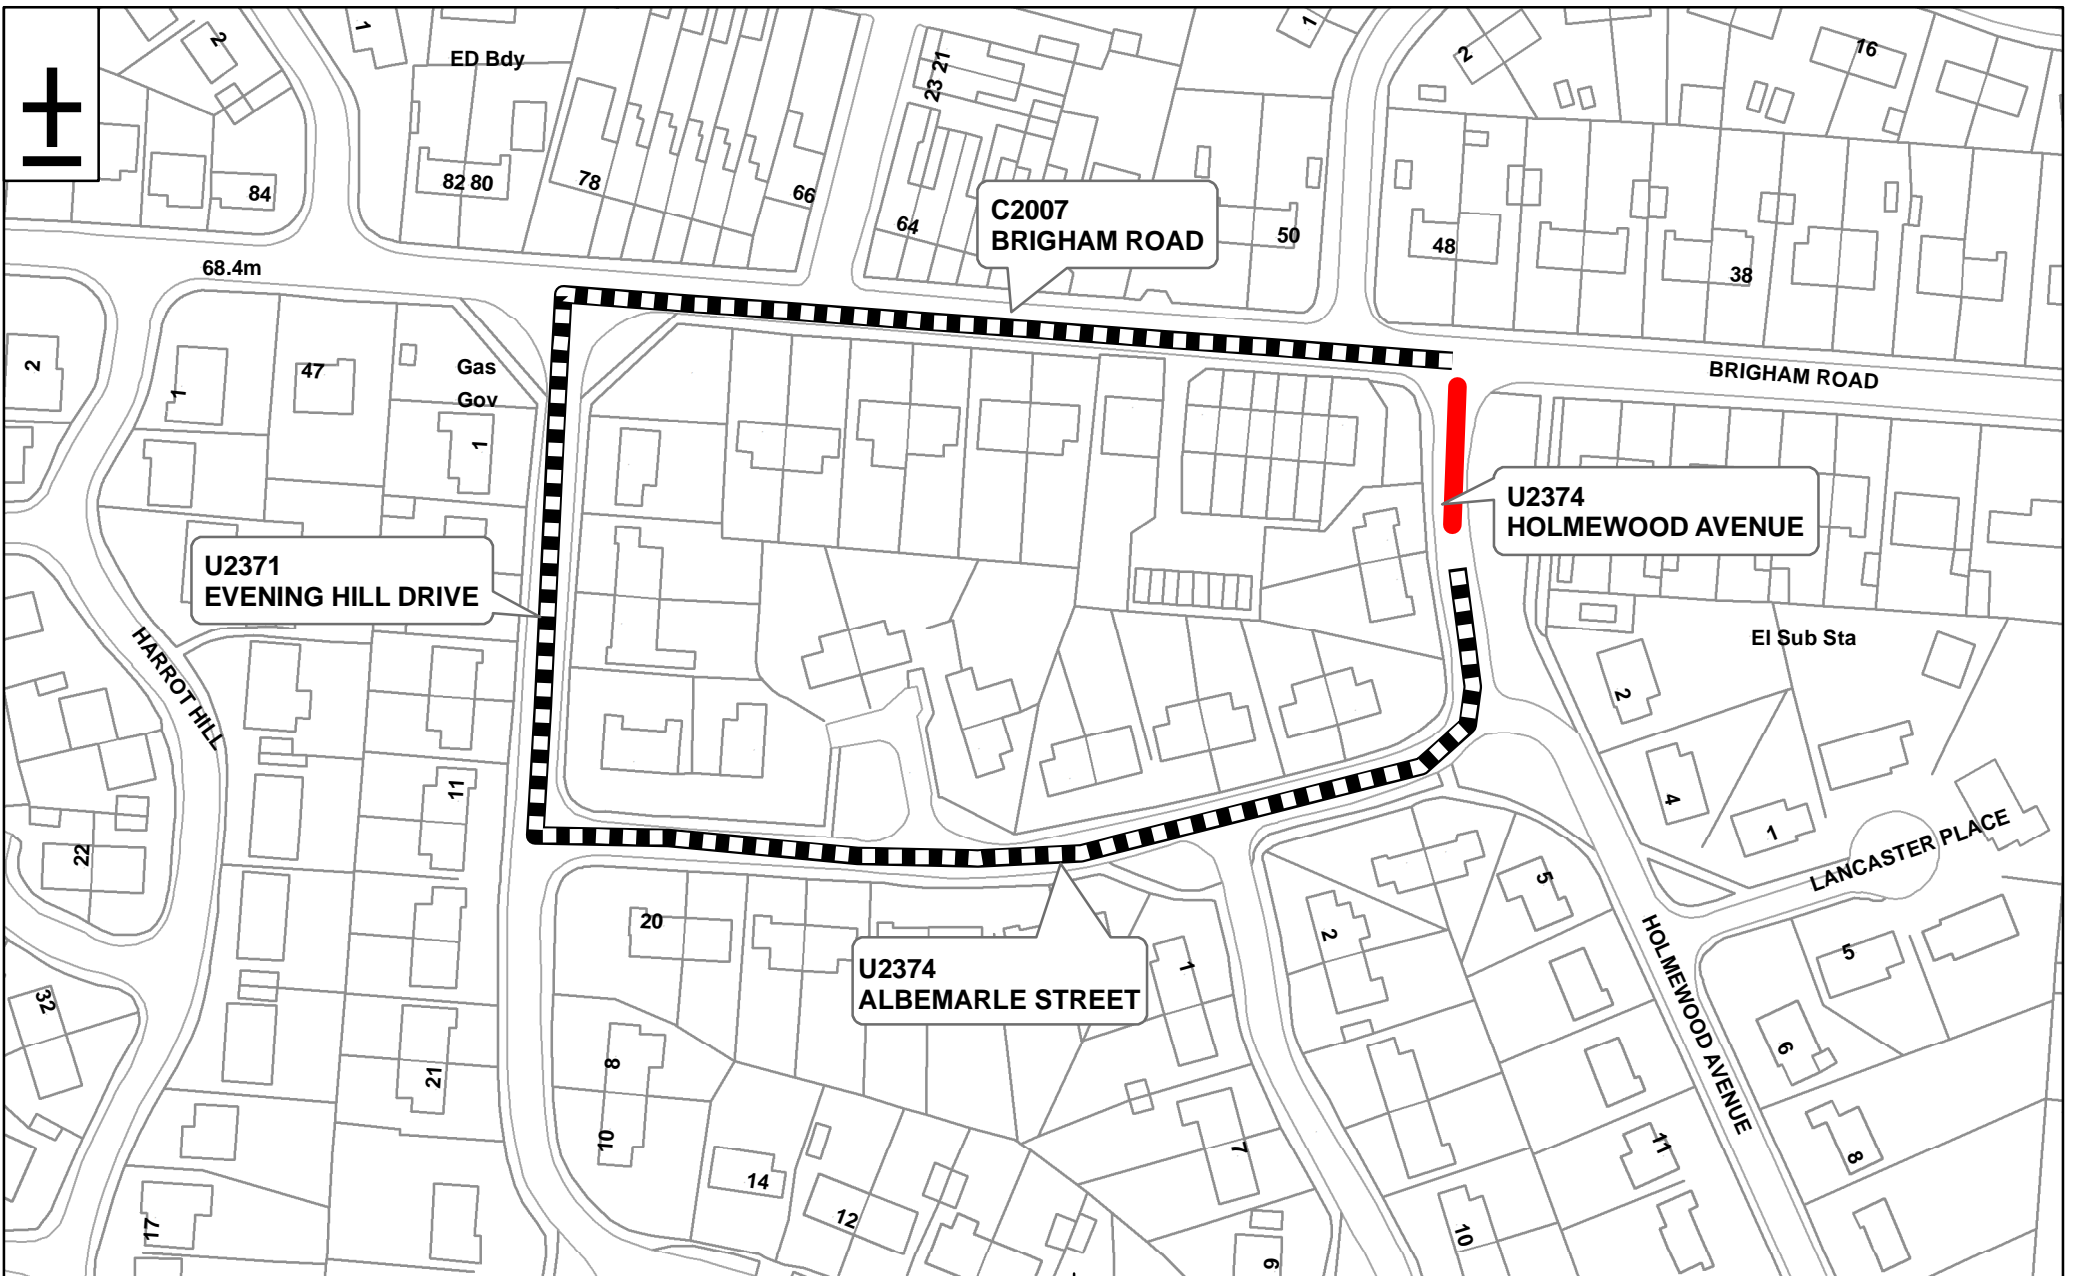 2
1
ED Bdy
23 21
1
2
16
84
82 80
78
66
64
C2007
BRIGHAM ROAD
50
48
38
68.4m
2
1
47
Gas
Gov
1
BRIGHAM ROAD
U2374
HOLMEWOOD AVENUE
U2371
EVENING HILL DRIVE
HARROT HILL
El Sub Sta
2
4
1
LANCASTER PLACE
11
22
20
5
2
1
U2374
ALBEMARLE STREET
HOLMEWOOD AVENUE
5
6
32
8
21
10
14
12
7
11
8
17
10
9